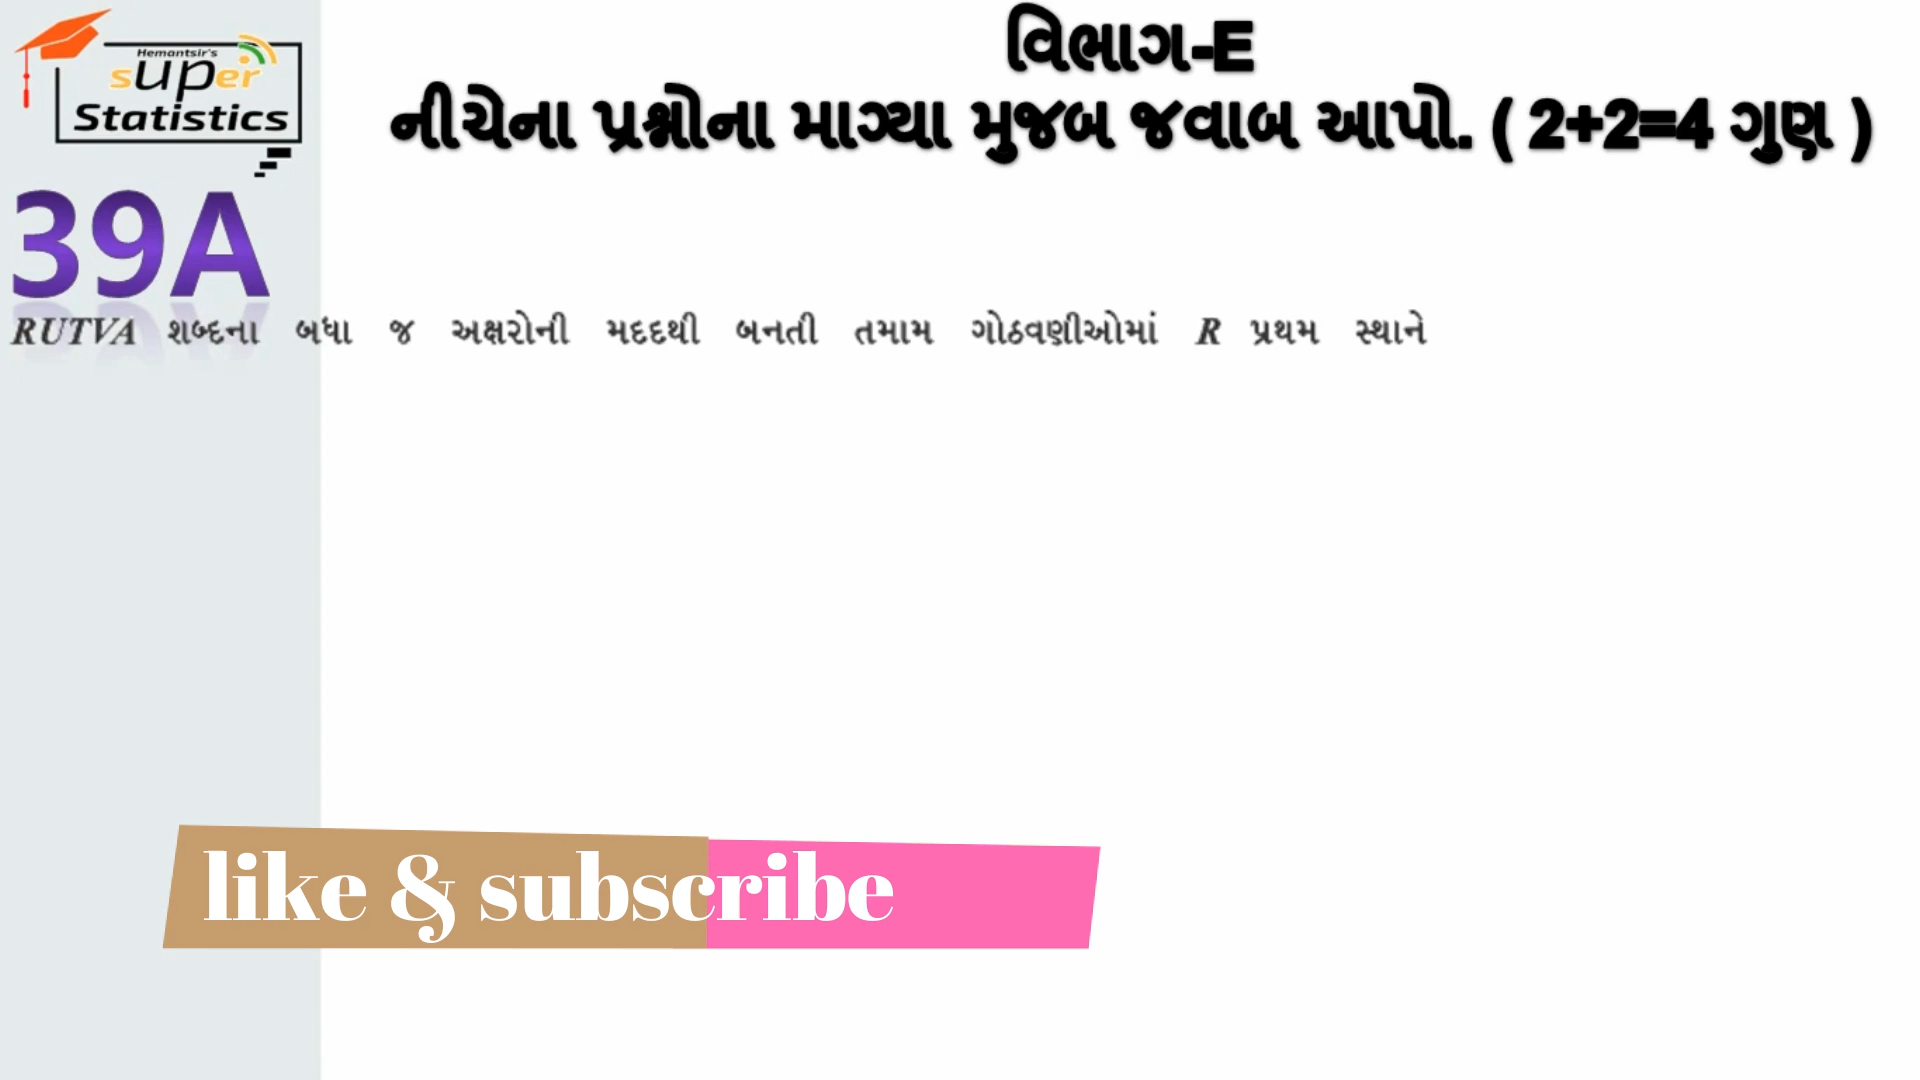 Hemantsir's
super
Statistics
વિભાગ-E
નીચેના પ્રશ્નોના માગ્યા મુજબ જવાબ આપો. ( 2+2=4 ગુણ )
39A
RUTVA શબ્દના બધા જ અક્ષરોની મદદથી બનતી તમામ ગોઠવણીઓમાં R પ્રથમ સ્થાને
like & subscribe